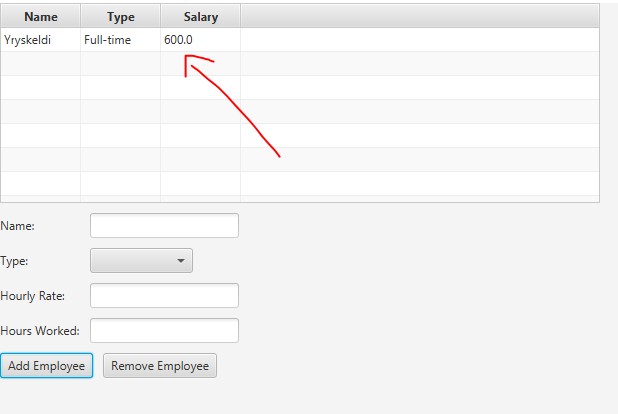 Name Type Salary
Yryskeldi Full-time 600.0
Name:
Type:
Hourly Rate:
Hours Worked:
Add Employee Remove Employee